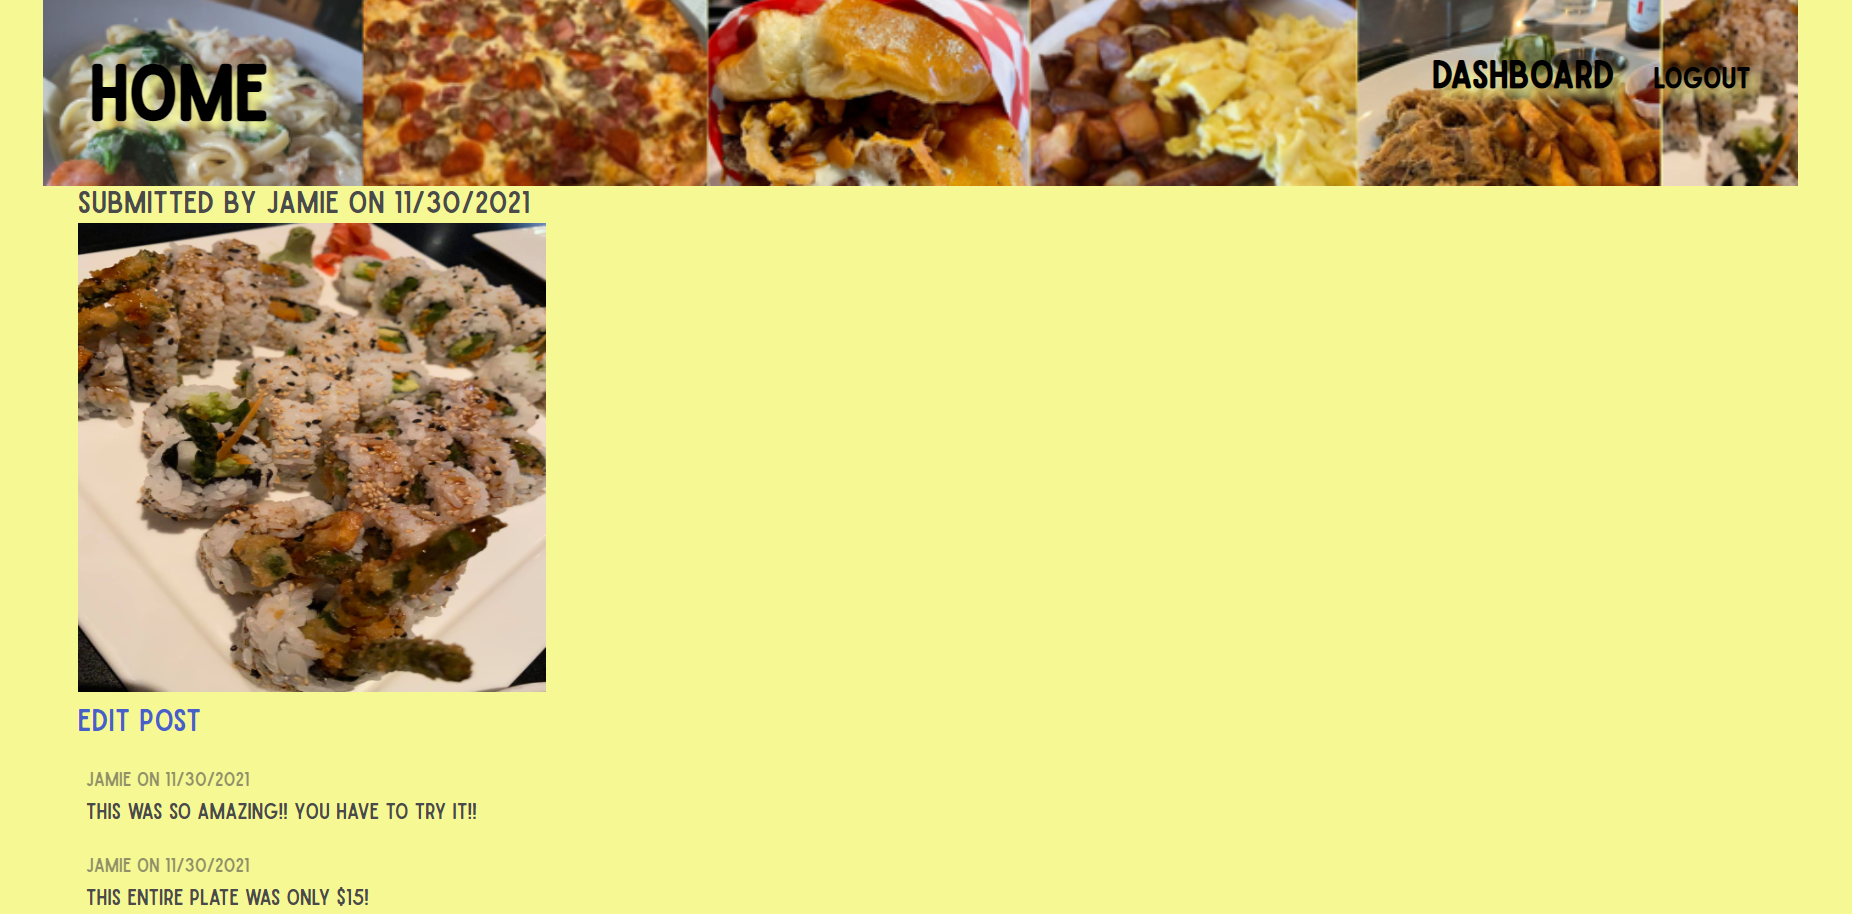 HOME
DASHBOARD
LOGOUT
SUBMITTED BY JAMIE ON 11/30/2021
EDIT POST
JAMIE ON 11/30/2021
THIS WAS SO AMAZING!! YOU HAVE TO TRY IT!!
JAMIE ON 11/30/2021
THIS ENTIRE PLATE WAS ONLY $15!